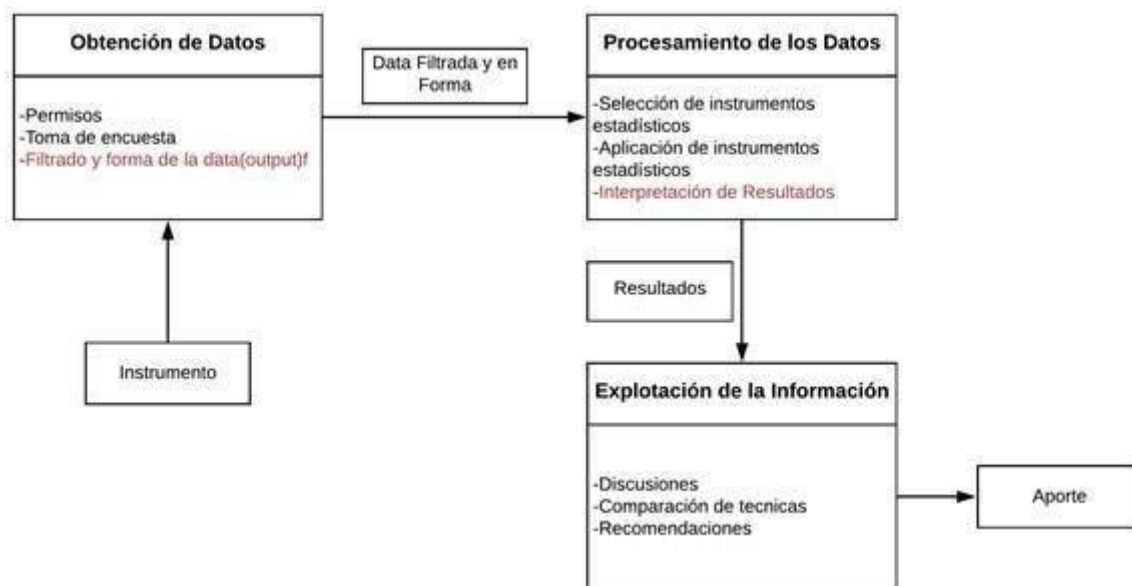 Obtención de Datos
-Permisos
-Toma de encuesta
-Filtrado y forma de la data(output)f
Data Filtrada y en
Forma
Procesamiento de los Datos
-Selección de instrumentos
estadísticos
-Aplicación de instrumentos
estadísticos
-Interpretación de Resultados
Instrumento
Resultados
Explotación de la Información
-Discusiones
-Comparación de tecnicas
-Recomendaciones
Aporte